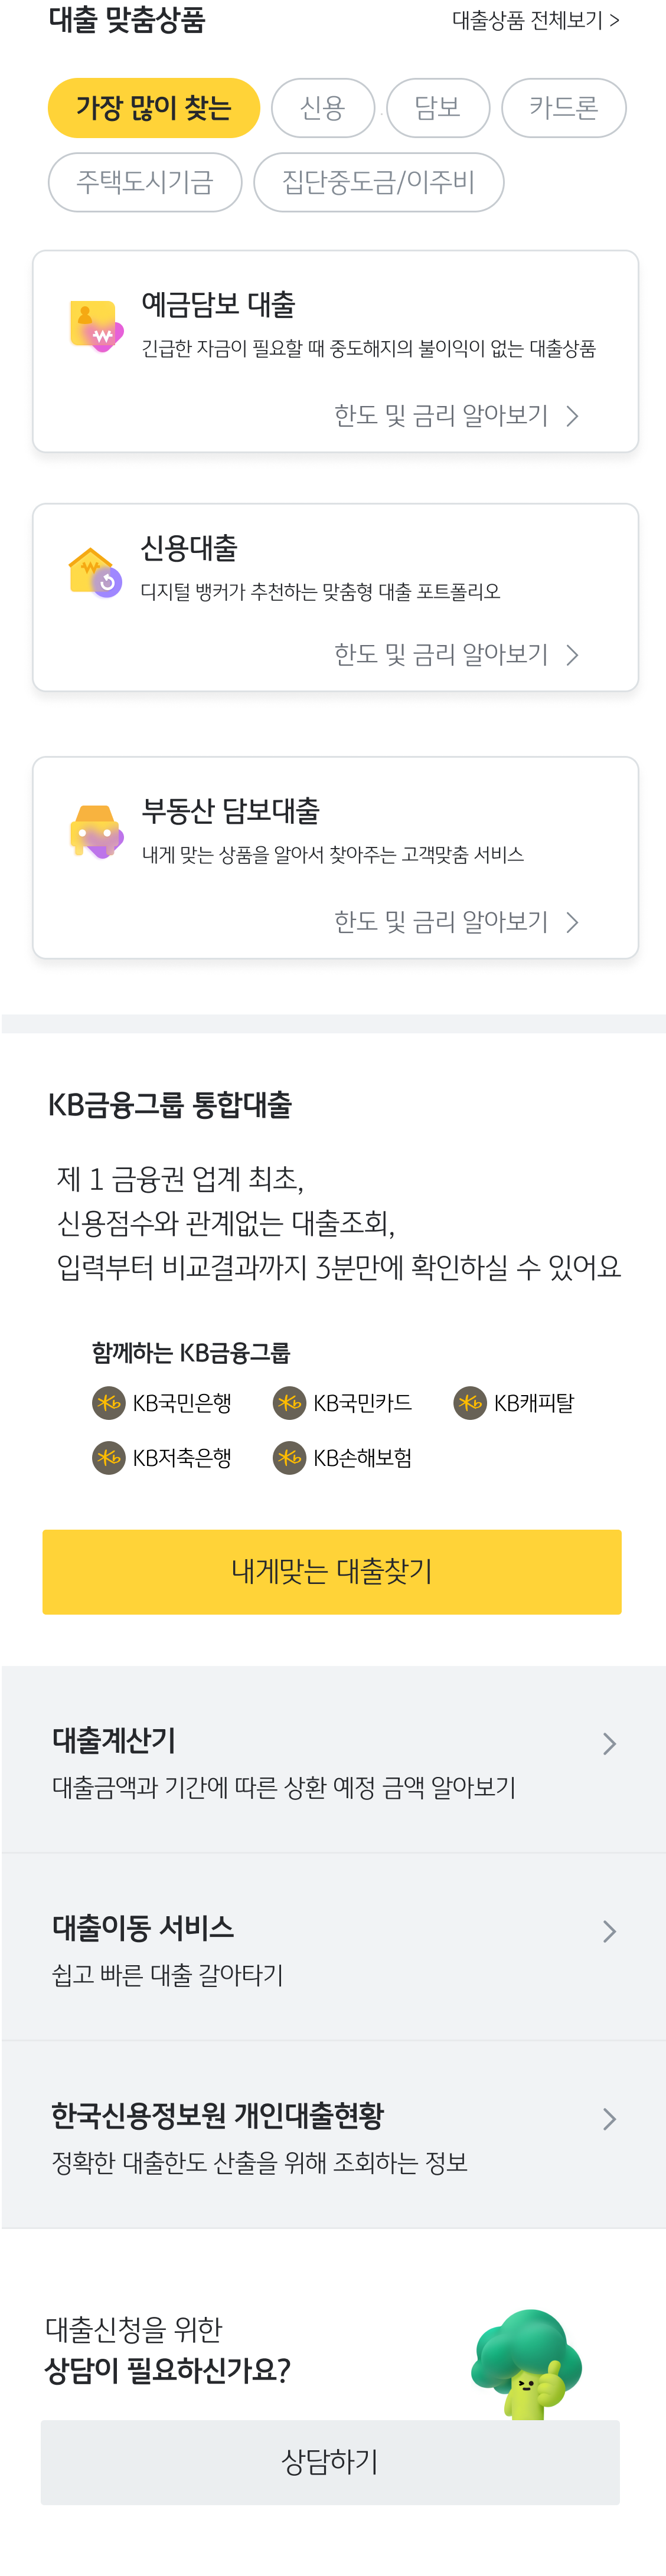 대출 맞춤상품
대출상품 전체보기 >
가장 많이 찾는
신용
담보
카드론
주택도시기금
집단중도금/이주비
예금담보 대출
긴급한 자금이 필요할 때 중도해지의 불이익이 없는 대출상품
한도 및 금리 알아보기 >
신용대출
디지털 뱅커가 추천하는 맞춤형 대출 포트폴리오
한도 및 금리 알아보기 >
부동산 담보대출
내게 맞는 상품을 알아서 찾아주는 고객맞춤 서비스
한도 및 금리 알아보기 >
KB금융그룹 통합대출
제 1 금융권 업계 최초,
신용점수와 관계없는 대출조회,
입력부터 비교결과까지 3분만에 확인하실 수 있어요
함께하는 KB금융그룹
KB국민은행
KB국민카드
KB캐피탈
KB저축은행
KB손해보험
내게맞는 대출찾기
대출계산기
대출금액과 기간에 따른 상환 예정 금액 알아보기
대출이동 서비스
쉽고 빠른 대출 갈아타기
한국신용정보원 개인대출현황
정확한 대출한도 산출을 위해 조회하는 정보
대출신청을 위한
상담이 필요하신가요?
상담하기